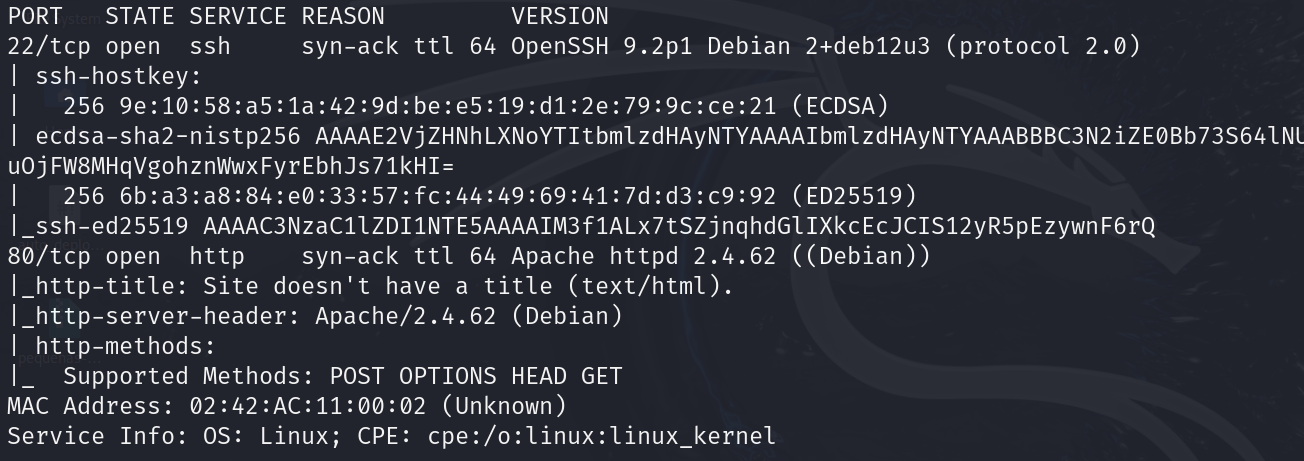 PORT   STATE SERVICE REASON         VERSION
22/tcp open  ssh     syn-ack ttl 64 OpenSSH 9.2p1 Debian 2+deb12u3 (protocol 2.0)
| ssh-hostkey:
|   256 9e:10:58:a5:1a:42:9d:be:e5:19:d1:2e:79:9c:ce:21 (ECDSA)
| ecdsa-sha2-nistp256 AAAAE2VjZHNhLXNoYTItbmlzdHAyNTYAAAAIbmlzdHAyNTYAAABBBC3N2iZE0Bb73S64lNU
uOjFW8MHqVgohznWwxFyrEbhJs71kHI=
|   256 6b:a3:a8:84:e0:33:57:fc:44:49:69:41:7d:d3:c9:92 (ED25519)
|_ssh-ed25519 AAAAC3NzaC1lZDI1NTE5AAAAIM3f1ALx7tSZjnqhdGlIXkcEcJCIS12yR5pEzywnF6rQ
80/tcp open  http    syn-ack ttl 64 Apache httpd 2.4.62 ((Debian))
|_http-title: Site doesn't have a title (text/html).
|_http-server-header: Apache/2.4.62 (Debian)
| http-methods:
|_  Supported Methods: POST OPTIONS HEAD GET
MAC Address: 02:42:AC:11:00:02 (Unknown)
Service Info: OS: Linux; CPE: cpe:/o:linux:linux_kernel